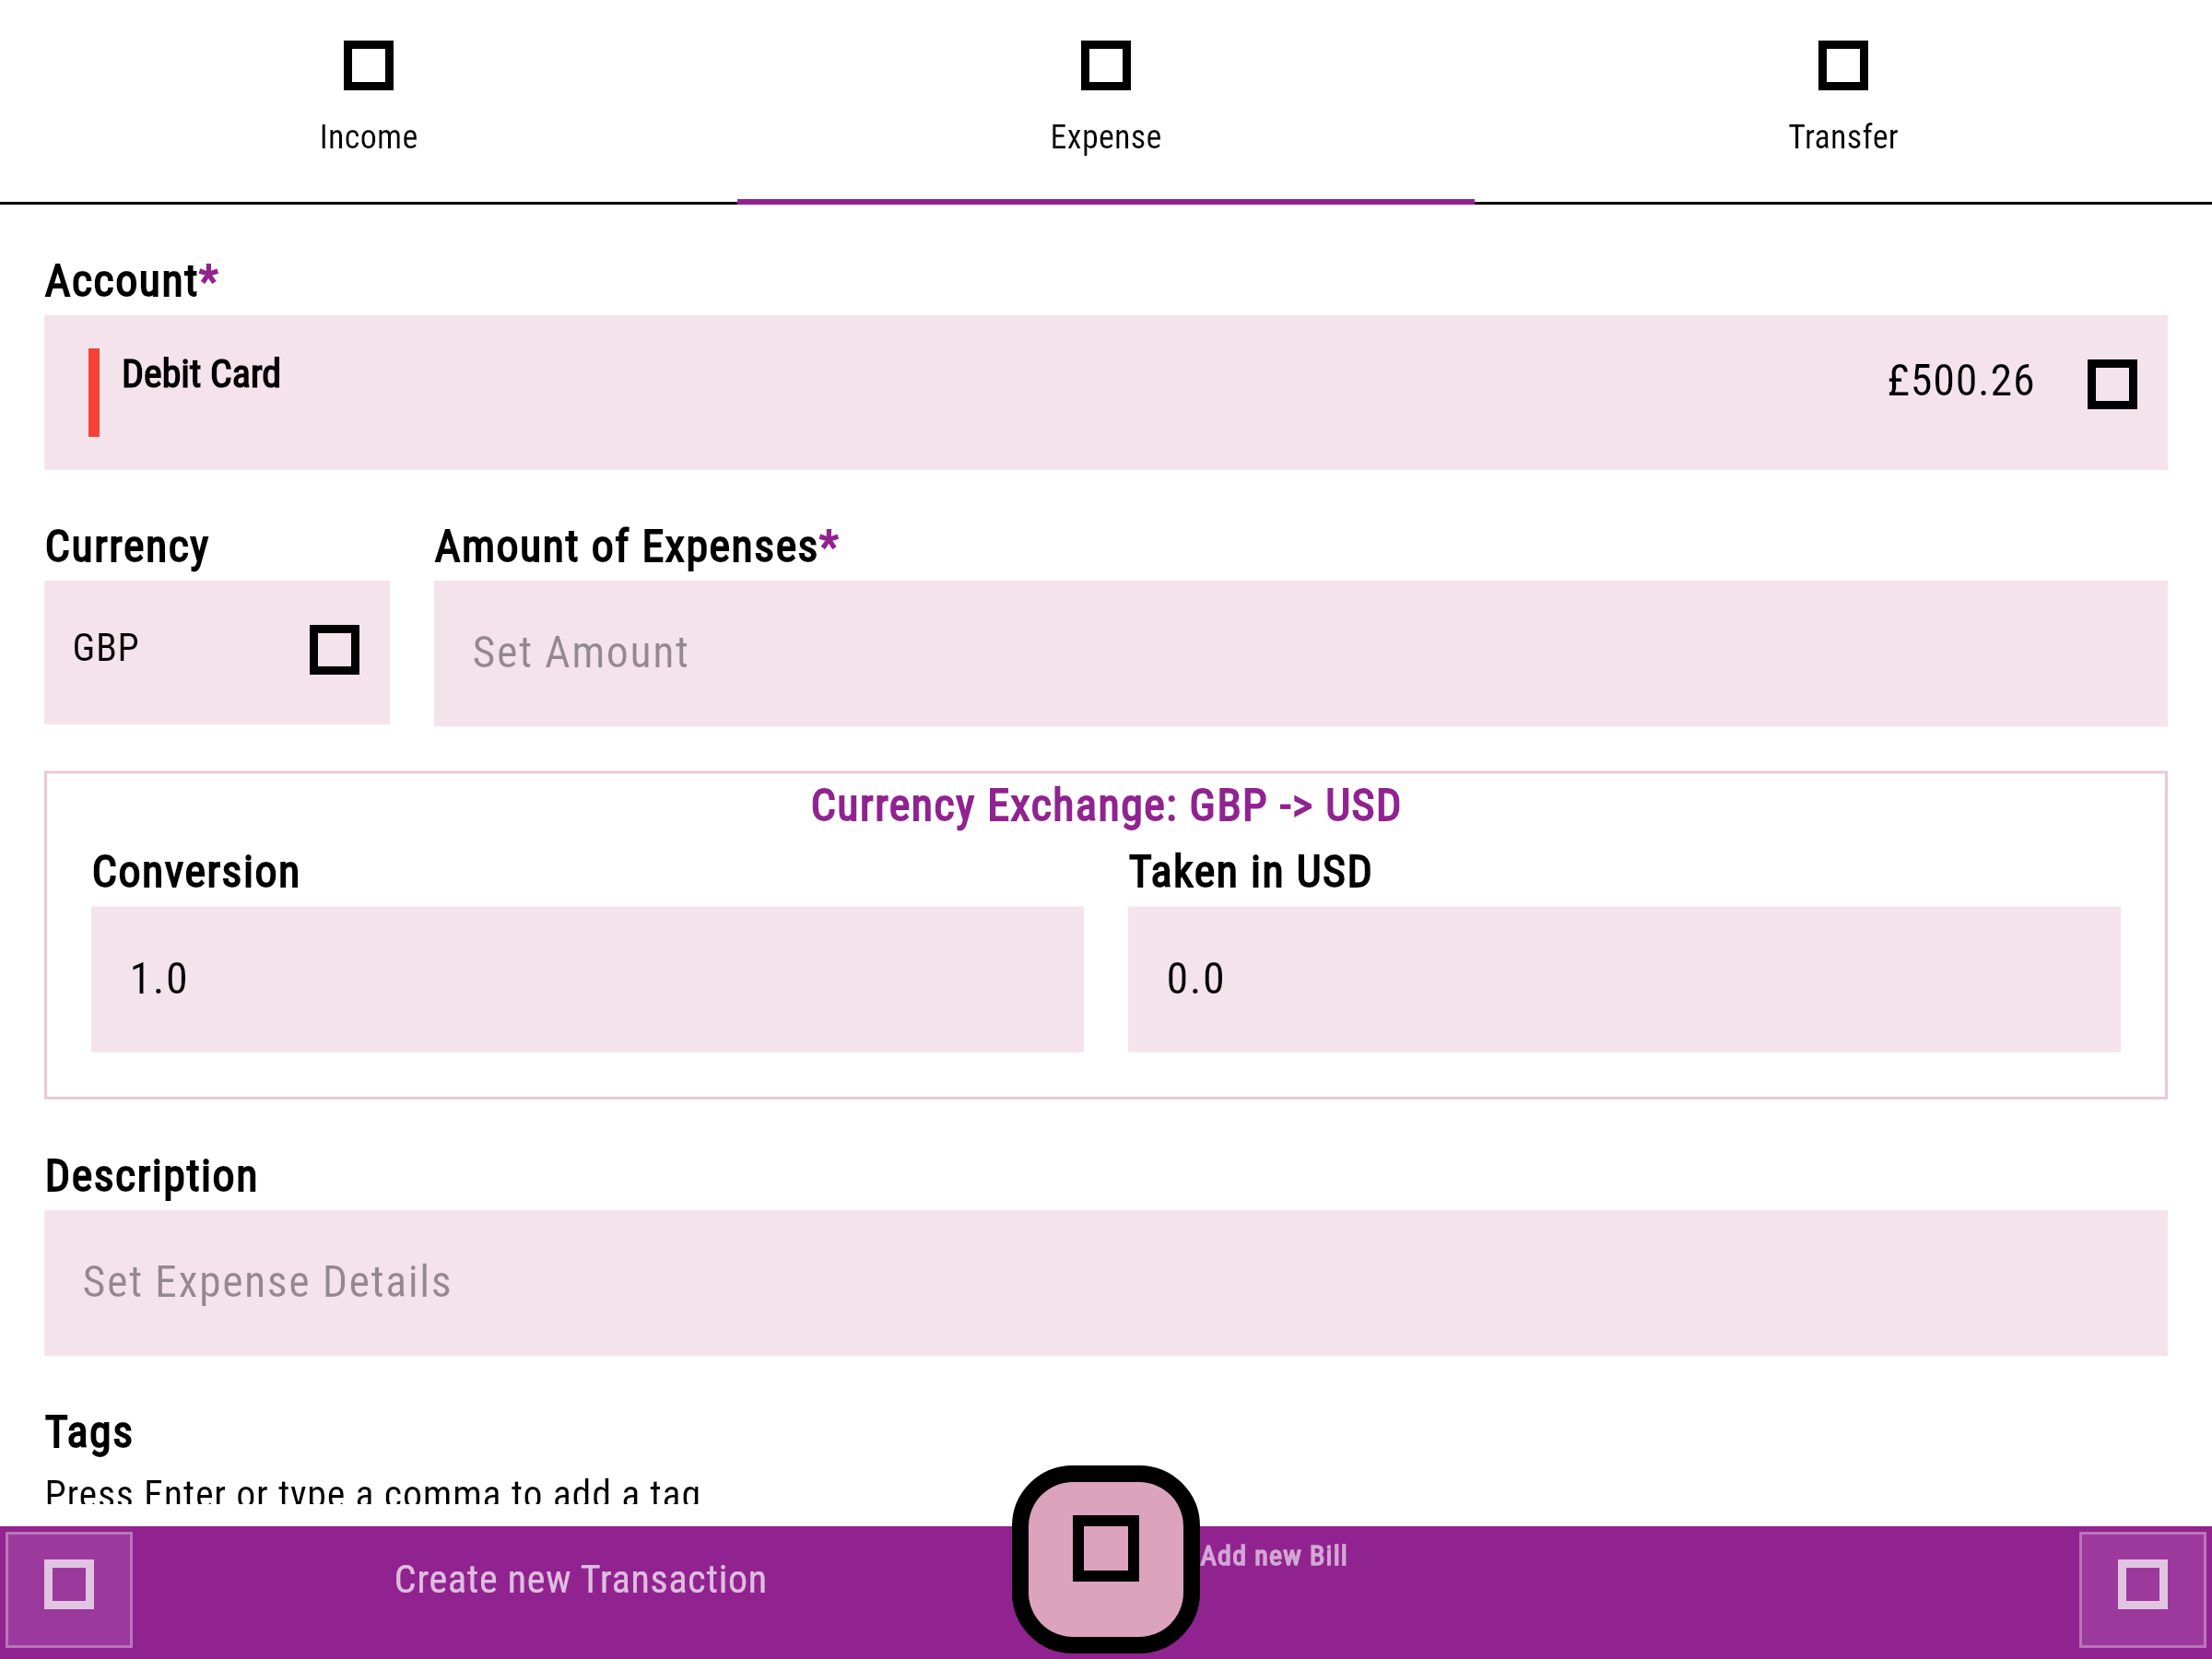 Income
Expense
Transfer
Account*
Debit Card
£500.26
Currency
Amount of Expenses*
GBP
Set Amount
Currency Exchange: GBP -> USD
Conversion
Taken in USD
1.0
0.0
Description
Set Expense Details
Tags
Press Enter or type a comma to add a tag
Create new Transaction
Add new Bill